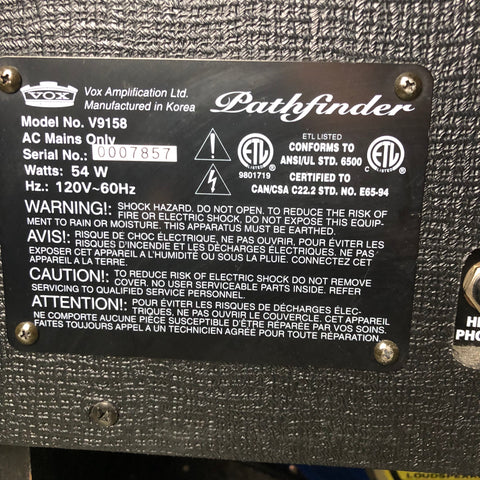 VOX
Vox Amplification Ltd.
Manufactured in Korea
Pathfinder
Model No. V9158
AC Mains Only
Serial No.: 0007857
Watts: 54 W
Hz.: 120V~60Hz
ETL
9801719
ETL LISTED
CONFORMS TO
ANSI/UL STD. 6500
CERTIFIED TO
CAN/CSA C22.2 STD. NO. E65-94
C ETL
WARNING!: SHOCK HAZARD. DO NOT OPEN. TO REDUCE THE RISK OF
FIRE OR ELECTRIC SHOCK. DO NOT EXPOSE THIS EQUIP-
MENT TO RAIN OR MOISTURE. THIS APPARATUS MUST BE EARTHED.
AVIS!: RISQUE DE CHOC ÉLECTRIQUE, NE PAS OUVRIR. POUR ÉVITER LES
RISQUES D'INCENDIE ET LES DÉCHARGES ÉLECTRIQUES. NE PAS
EXPOSER CET APPAREIL A L'HUMIDITÉ OU SOUS LA PLUIE. CONNECTEZ CET
APPAREIL A LA TERRE.
CAUTION!: TO REDUCE RISK OF ELECTRIC SHOCK DO NOT REMOVE
COVER. NO USER SERVICEABLE PARTS INSIDE. REFER
SERVICING TO QUALIFIED SERVICE PERSONNEL.
ATTENTION!: POUR ÉVITER LES RISQUES DE DÉCHARGES ÉLEC-
TRIQUES, NE PAS OUVRIR LE COUVERCLE. CET APPAREIL
NE COMPORTE AUCUNE PIÈCE SUSCEPTIBLE D'ÊTRE RÉPARÉE PAR VOS SOINS.
FAITES TOUJOURS APPEL A UN TECHNICIEN AGRÉÉ POUR TOUTE RÉPARATION.
HE
PHO
LOUDSPEAK